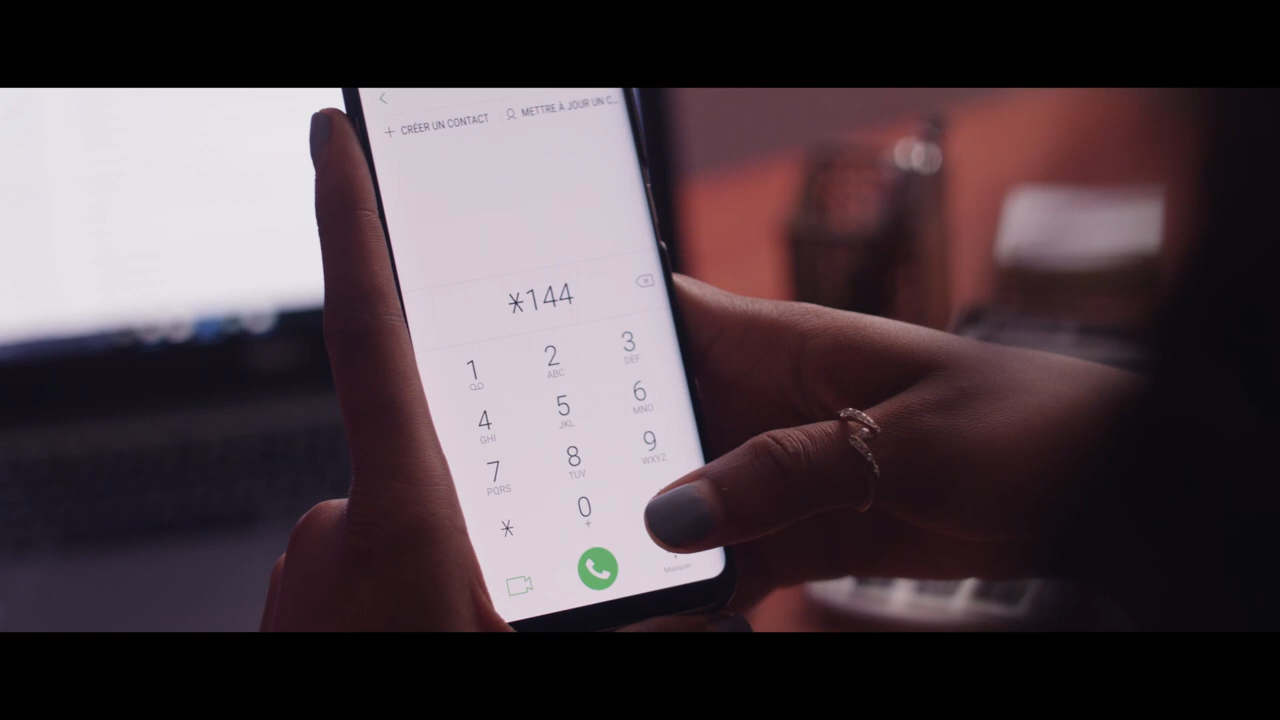 + CRÉER UN CONTACT METTRE À JOUR UN C...
*144
1 2 3
ABC DEF
4 5 6
GHI JKL MNO
7 8 9
PQRS TUV WXYZ
* 0
+
Masquer